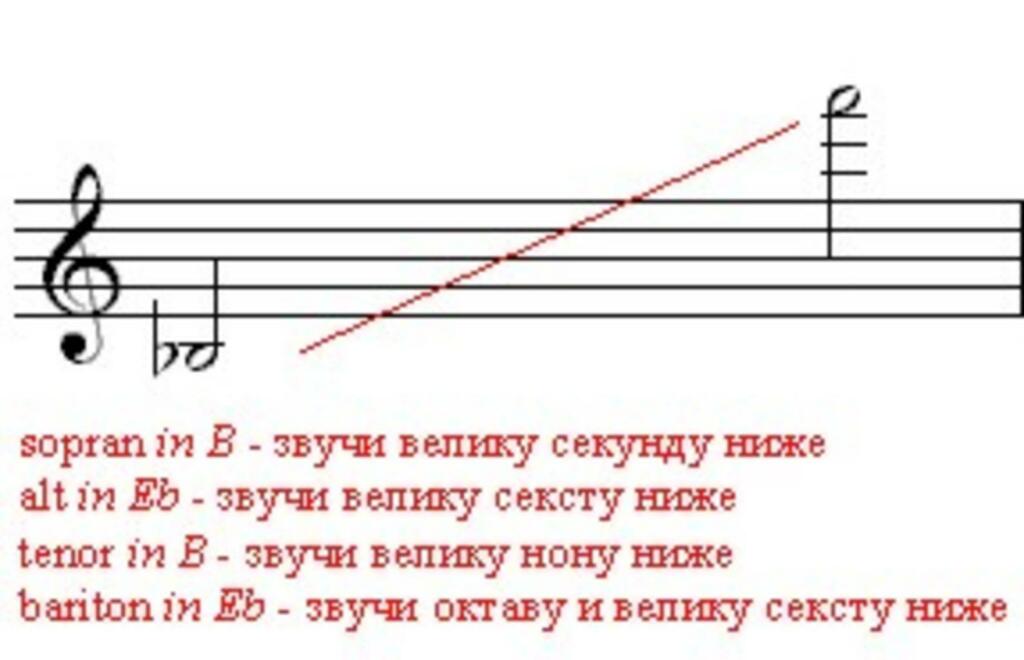 sopran in B - звучи велику секунду ниже
alt in Eb - звучи велику сексту ниже
tenor in B - звучи велику нону ниже
bariton in Eb - звучи октаву и велику сексту ниже